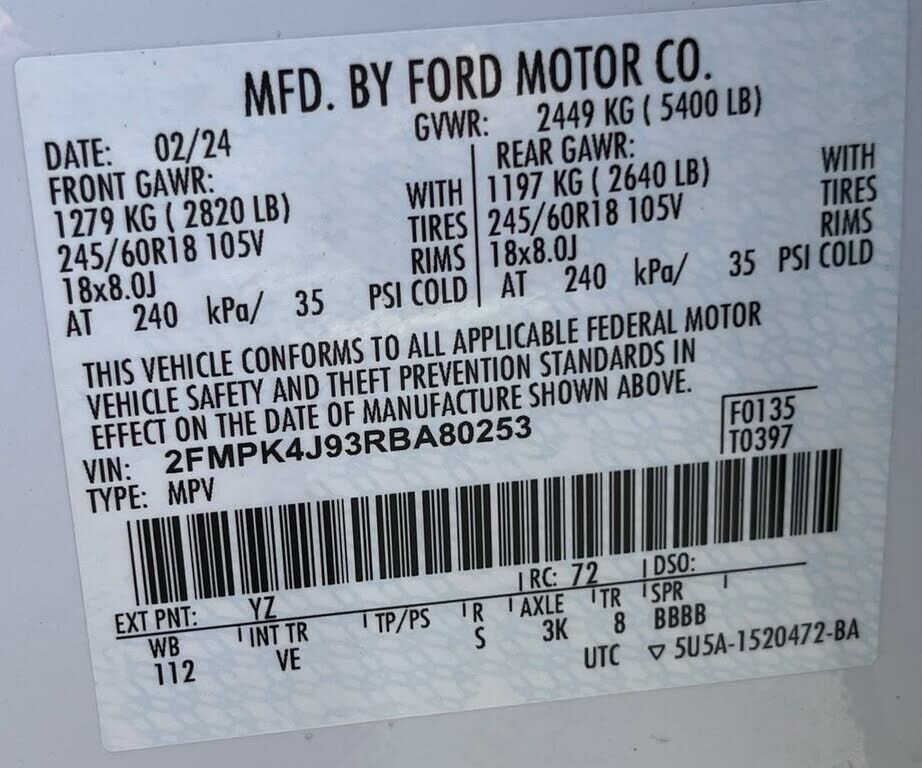 MFD. BY FORD MOTOR CO.
DATE: 02/24 GVWR: 2449 KG ( 5400 LB)
FRONT GAWR: REAR GAWR:
1279 KG ( 2820 LB) WITH 1197 KG ( 2640 LB) WITH
245/60R18 105V TIRES 245/60R18 105V TIRES
18x8.0J RIMS 18x8.0J RIMS
AT 240 kPa/ 35 PSI COLD AT 240 kPa/ 35 PSI COLD
THIS VEHICLE CONFORMS TO ALL APPLICABLE FEDERAL MOTOR
VEHICLE SAFETY AND THEFT PREVENTION STANDARDS IN
EFFECT ON THE DATE OF MANUFACTURE SHOWN ABOVE.
VIN: 2FMPK4J93RBA80253 F0135
TYPE: MPV T0397
EXT PNT: YZ RC: 72 DSO:
WB INT TR TP/PS R AXLE TR SPR
112 VE S 3K 8 BBBB
UTC ▽ 5U5A-1520472-BA